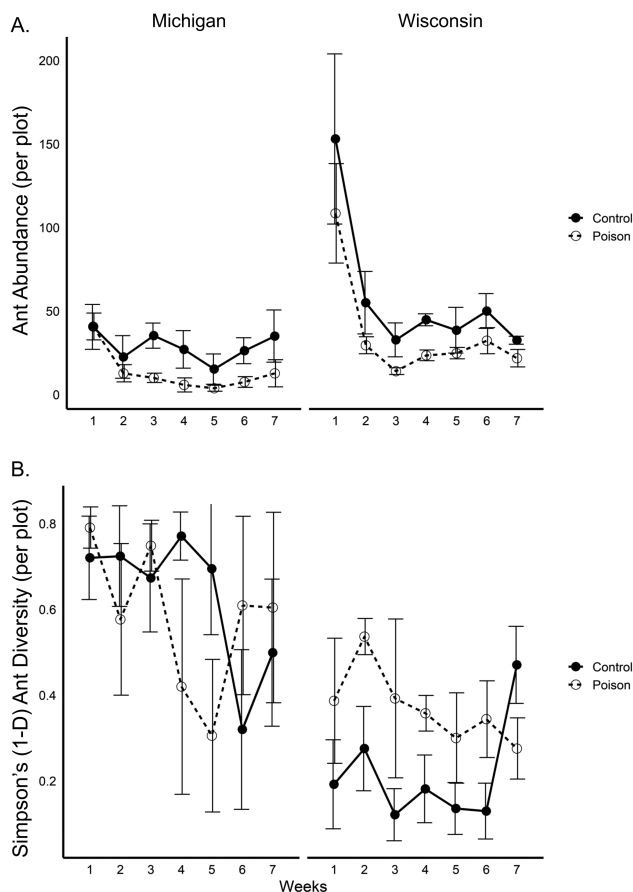 Michigan Wisconsin
A.
Ant Abundance (per plot)
200
150
100
50
0
1 2 3 4 5 6 7
1 2 3 4 5 6 7
Control
Poison
B.
Simpson's (1-D) Ant Diversity (per plot)
0.8
0.6
0.4
0.2
1 2 3 4 5 6 7
1 2 3 4 5 6 7
Control
Poison
Weeks